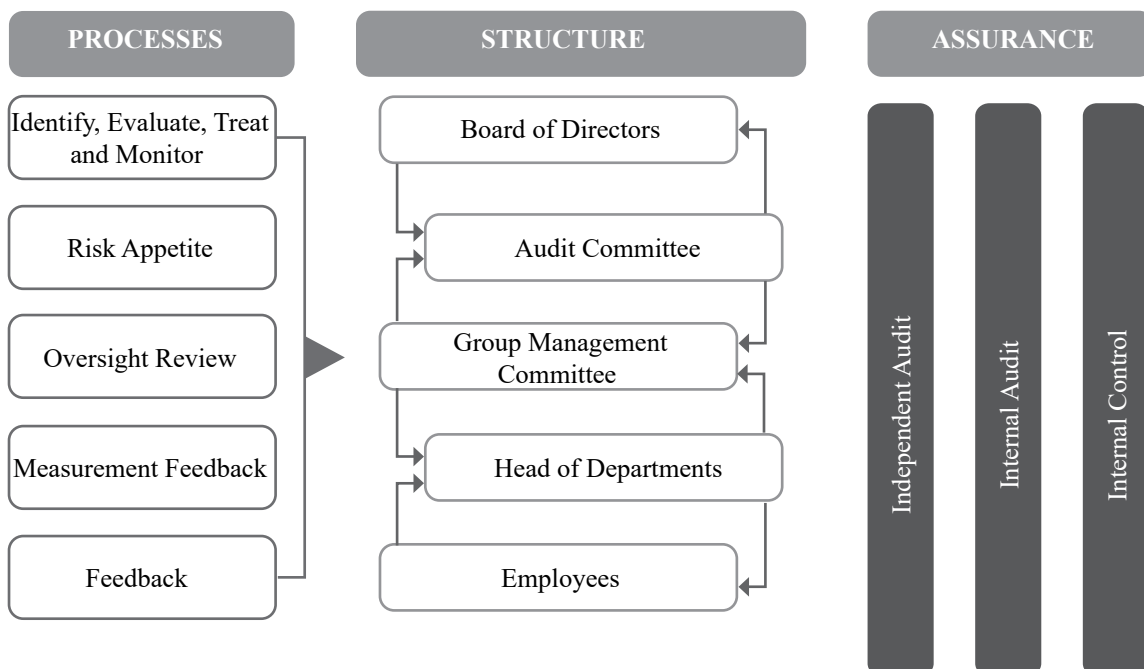 PROCESSES
Identify, Evaluate, Treat
and Monitor
Risk Appetite
Oversight Review
Measurement Feedback
Feedback
STRUCTURE
Board of Directors
Audit Committee
Group Management
Committee
Head of Departments
Employees
ASSURANCE
Independent Audit
Internal Audit
Internal Control